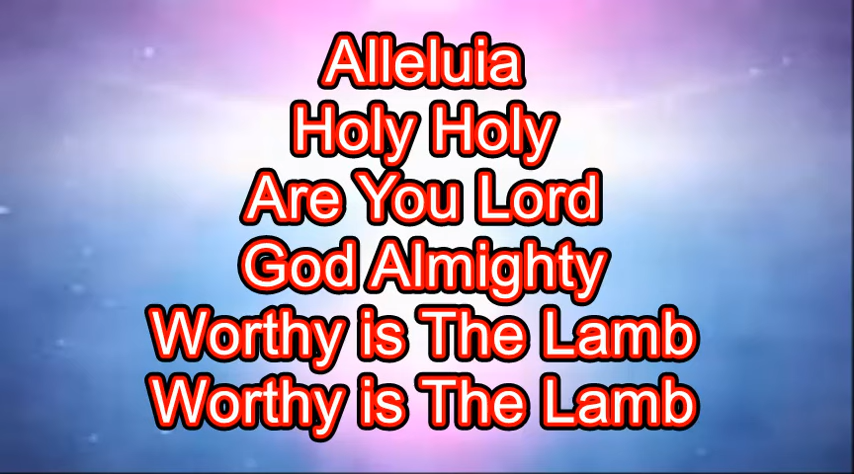 Alleluia
Holy Holy
Are You Lord
God Almighty
Worthy is The Lamb
Worthy is The Lamb